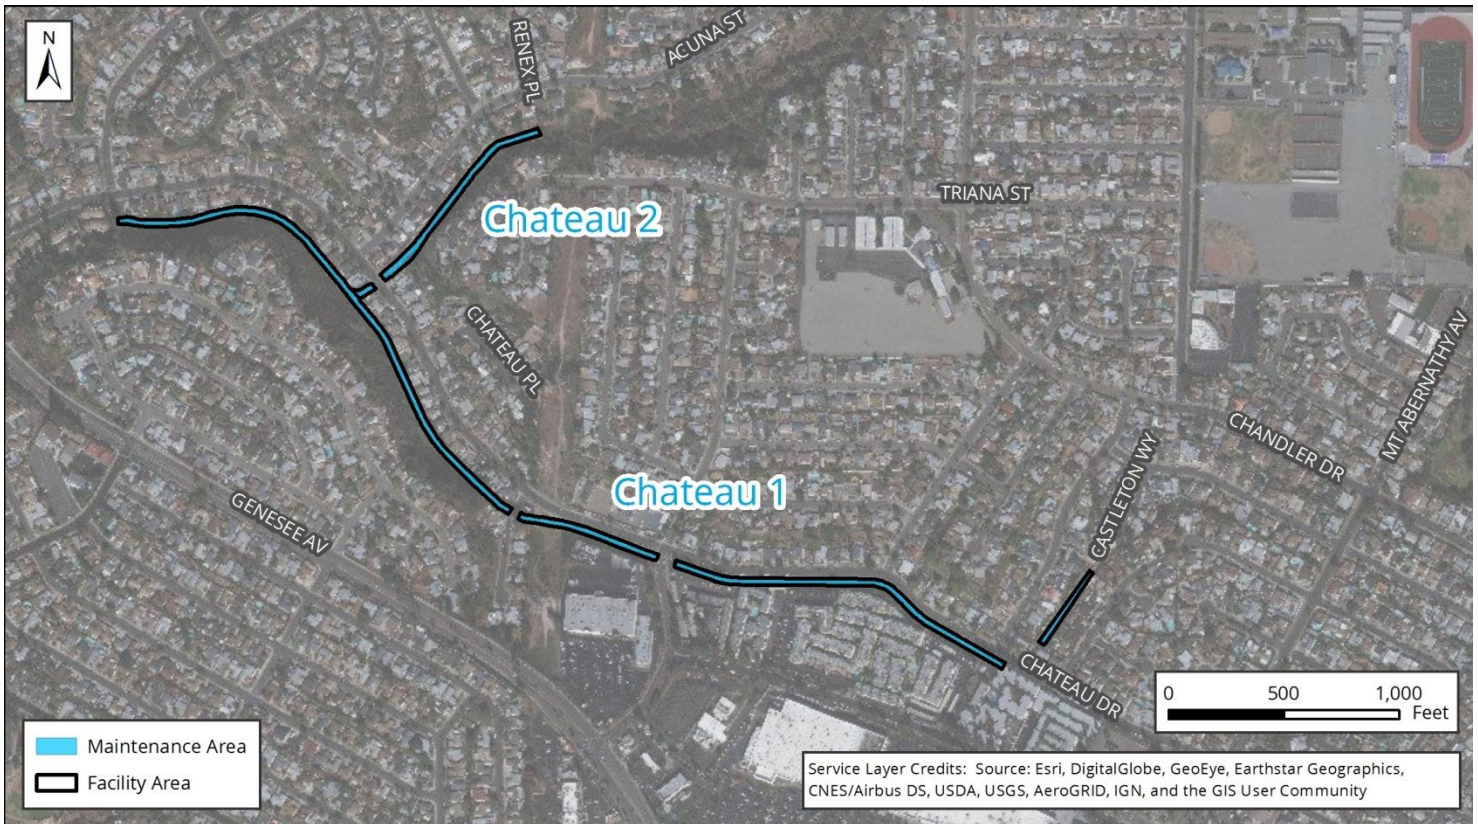 N
RENEX PL
ACUNA ST
TRIANA ST
Chateau 2
CHATEAU PL
MT ABERNATHY AV
CHANDLER DR
CASTLETON WY
Chateau 1
GENESEE AV
CHATEAU DR
0 500 1,000
Feet
Maintenance Area
Facility Area
Service Layer Credits: Source: Esri, DigitalGlobe, GeoEye, Earthstar Geographics,
CNES/Airbus DS, USDA, USGS, AeroGRID, IGN, and the GIS User Community